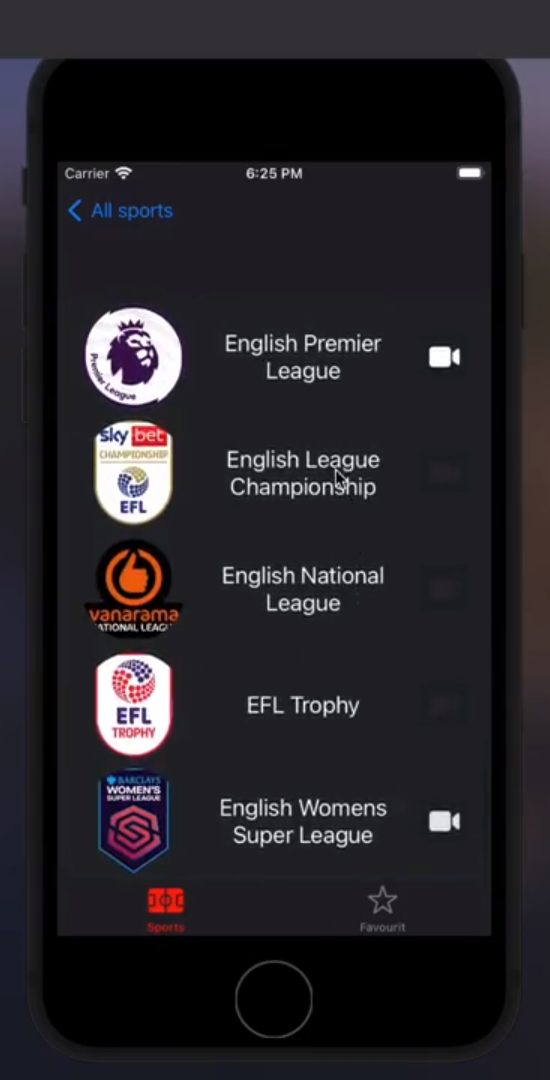 Carrier
6:25 PM
All sports
Premier League
English Premier
League
sky bet
CHAMPIONSHIP
EFL
English League
Championship
vanarama
NATIONAL LEAGU
English National
League
EFL
TROPHY
EFL Trophy
BARCLAYS
WOMEN'S
SUPER LEAGUE
English Womens
Super League
Sports
Favourit